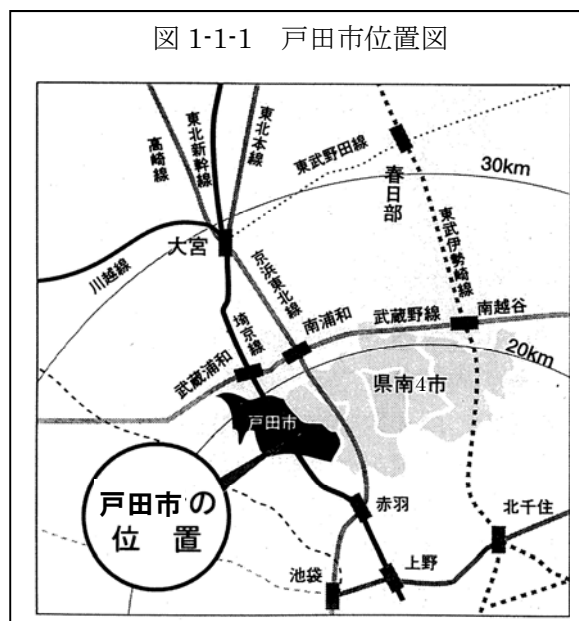 図 1-1-1 戸田市位置図
高崎線
東北新幹線
東北本線
東武野田線
春日部
30km
大宮
川越線
京浜東北線
東武伊勢崎線
埼京線
南浦和
武蔵野線
南越谷
武蔵浦和
20km
県南4市
戸田市
戸田市の
位置
赤羽
北千住
池袋
上野